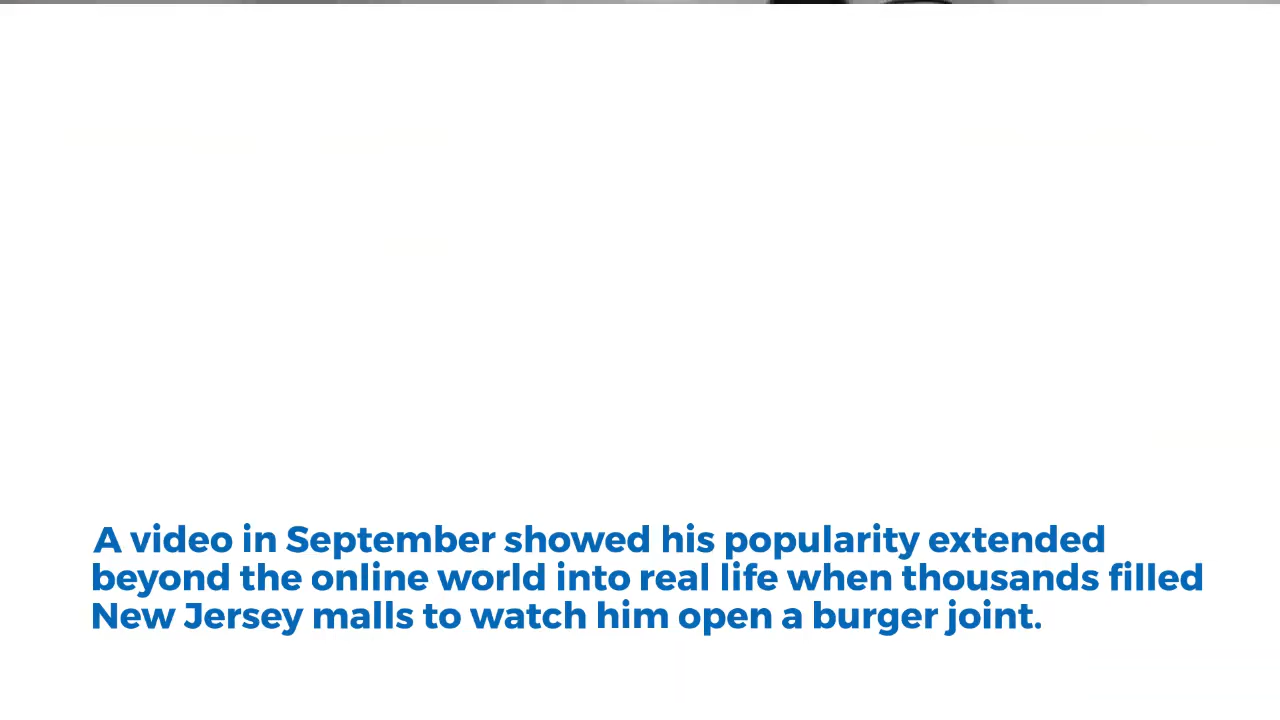 A video in September showed his popularity extended
beyond the online world into real life when thousands filled
New Jersey malls to watch him open a burger joint.